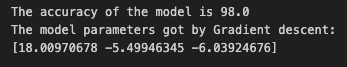 The accuracy of the model is 98.0
The model parameters got by Gradient descent:
[18.00970678 -5.49946345 -6.03924676]